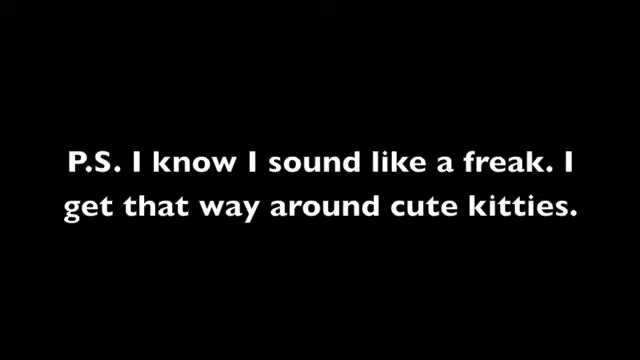 P.S. I know I sound like a freak. I
get that way around cute kitties.